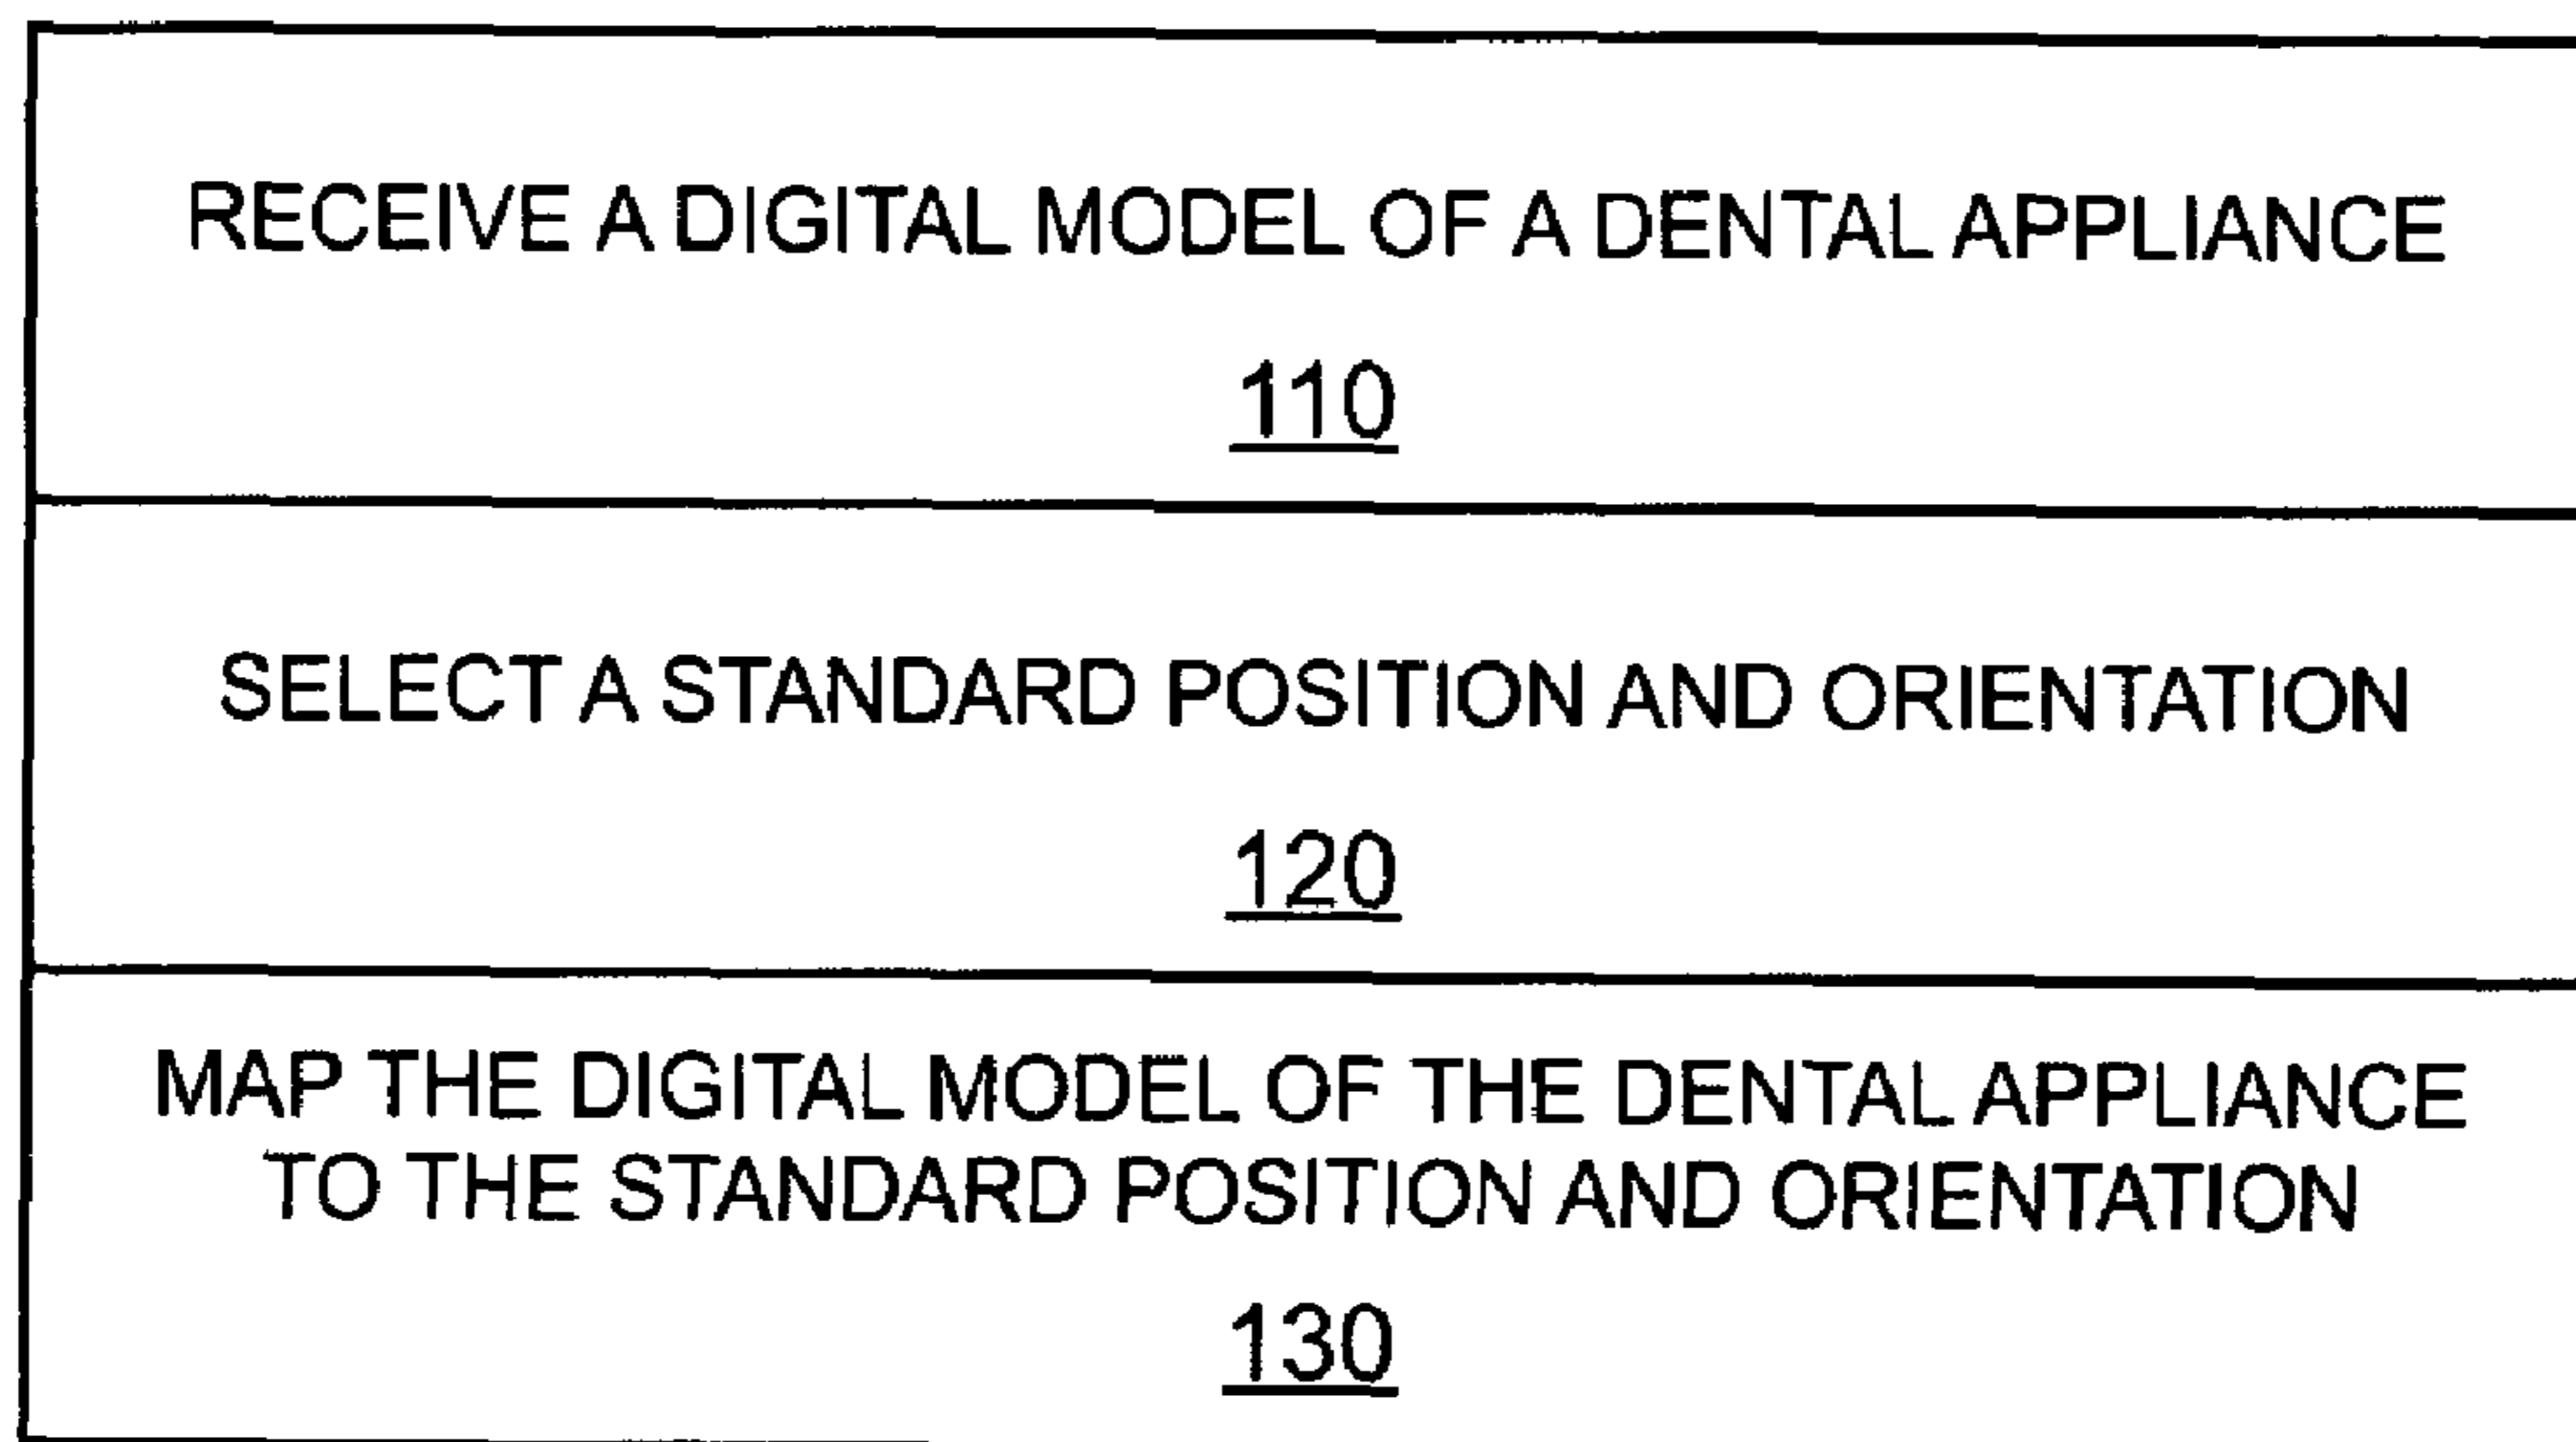 RECEIVE A DIGITAL MODEL OF A DENTAL APPLIANCE
110
SELECT A STANDARD POSITION AND ORIENTATION
120
MAP THE DIGITAL MODEL OF THE DENTAL APPLIANCE
TO THE STANDARD POSITION AND ORIENTATION
130